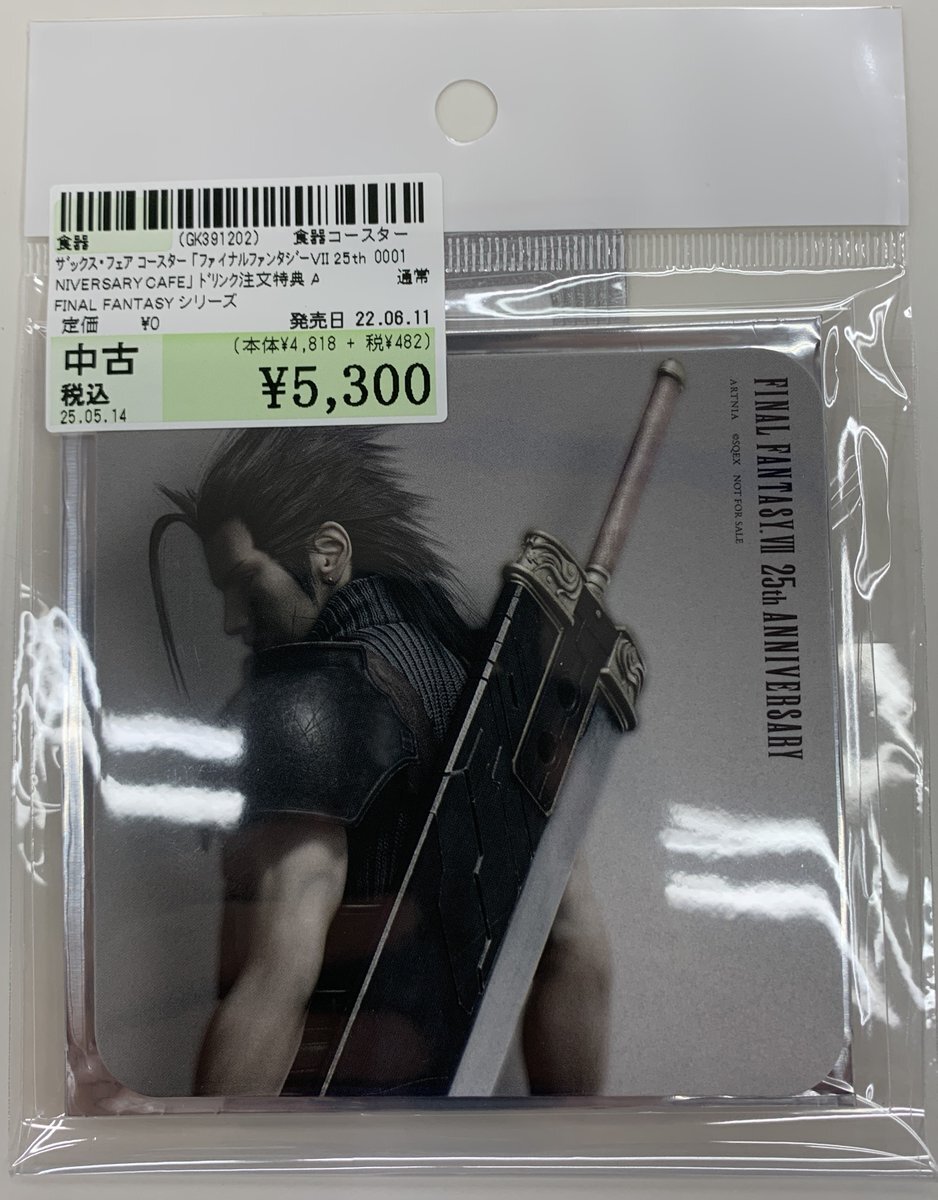 食器 (GK391202) 食器コースター
ザックス・フェア コースター 「ファイナルファンタジーVII 25th 0001
NIVERSARY CAFE」 ドリンク注文特典 A 通常
FINAL FANTASY シリーズ
定価 ¥0 発売日 22.06.11
中古 (本体¥4,818 + 税¥482)
税込 ¥5,300
25.05.14
FINAL FANTASY. VII 25th ANNIVERSARY
ARTNIA ©SQEX NOT FOR SALE